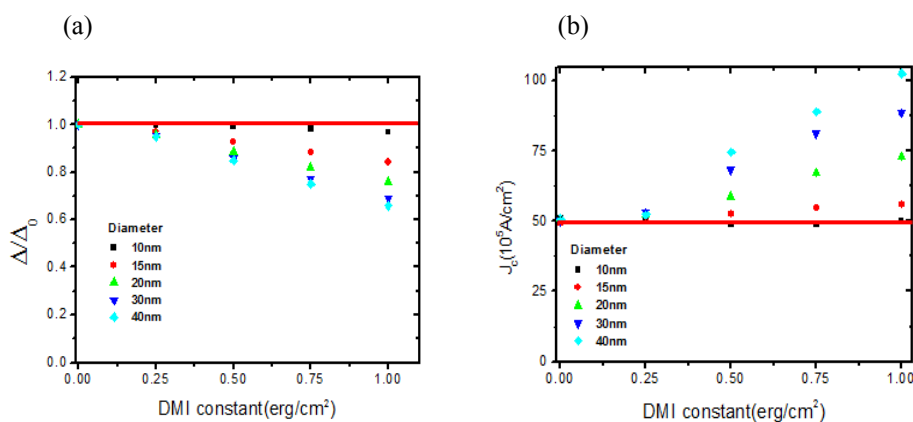 (a)
(b)
1.2
1.0
0.8
0.6
0.4
0.2
0.0
Δ/Δ₀
Diameter
10nm
15nm
20nm
30nm
40nm
0.00 0.25 0.50 0.75 1.00
DMI constant(erg/cm²)
100
75
50
25
0
J_c(10⁶A/cm²)
Diameter
10nm
15nm
20nm
30nm
40nm
0.00 0.25 0.50 0.75 1.00
DMI constant(erg/cm²)